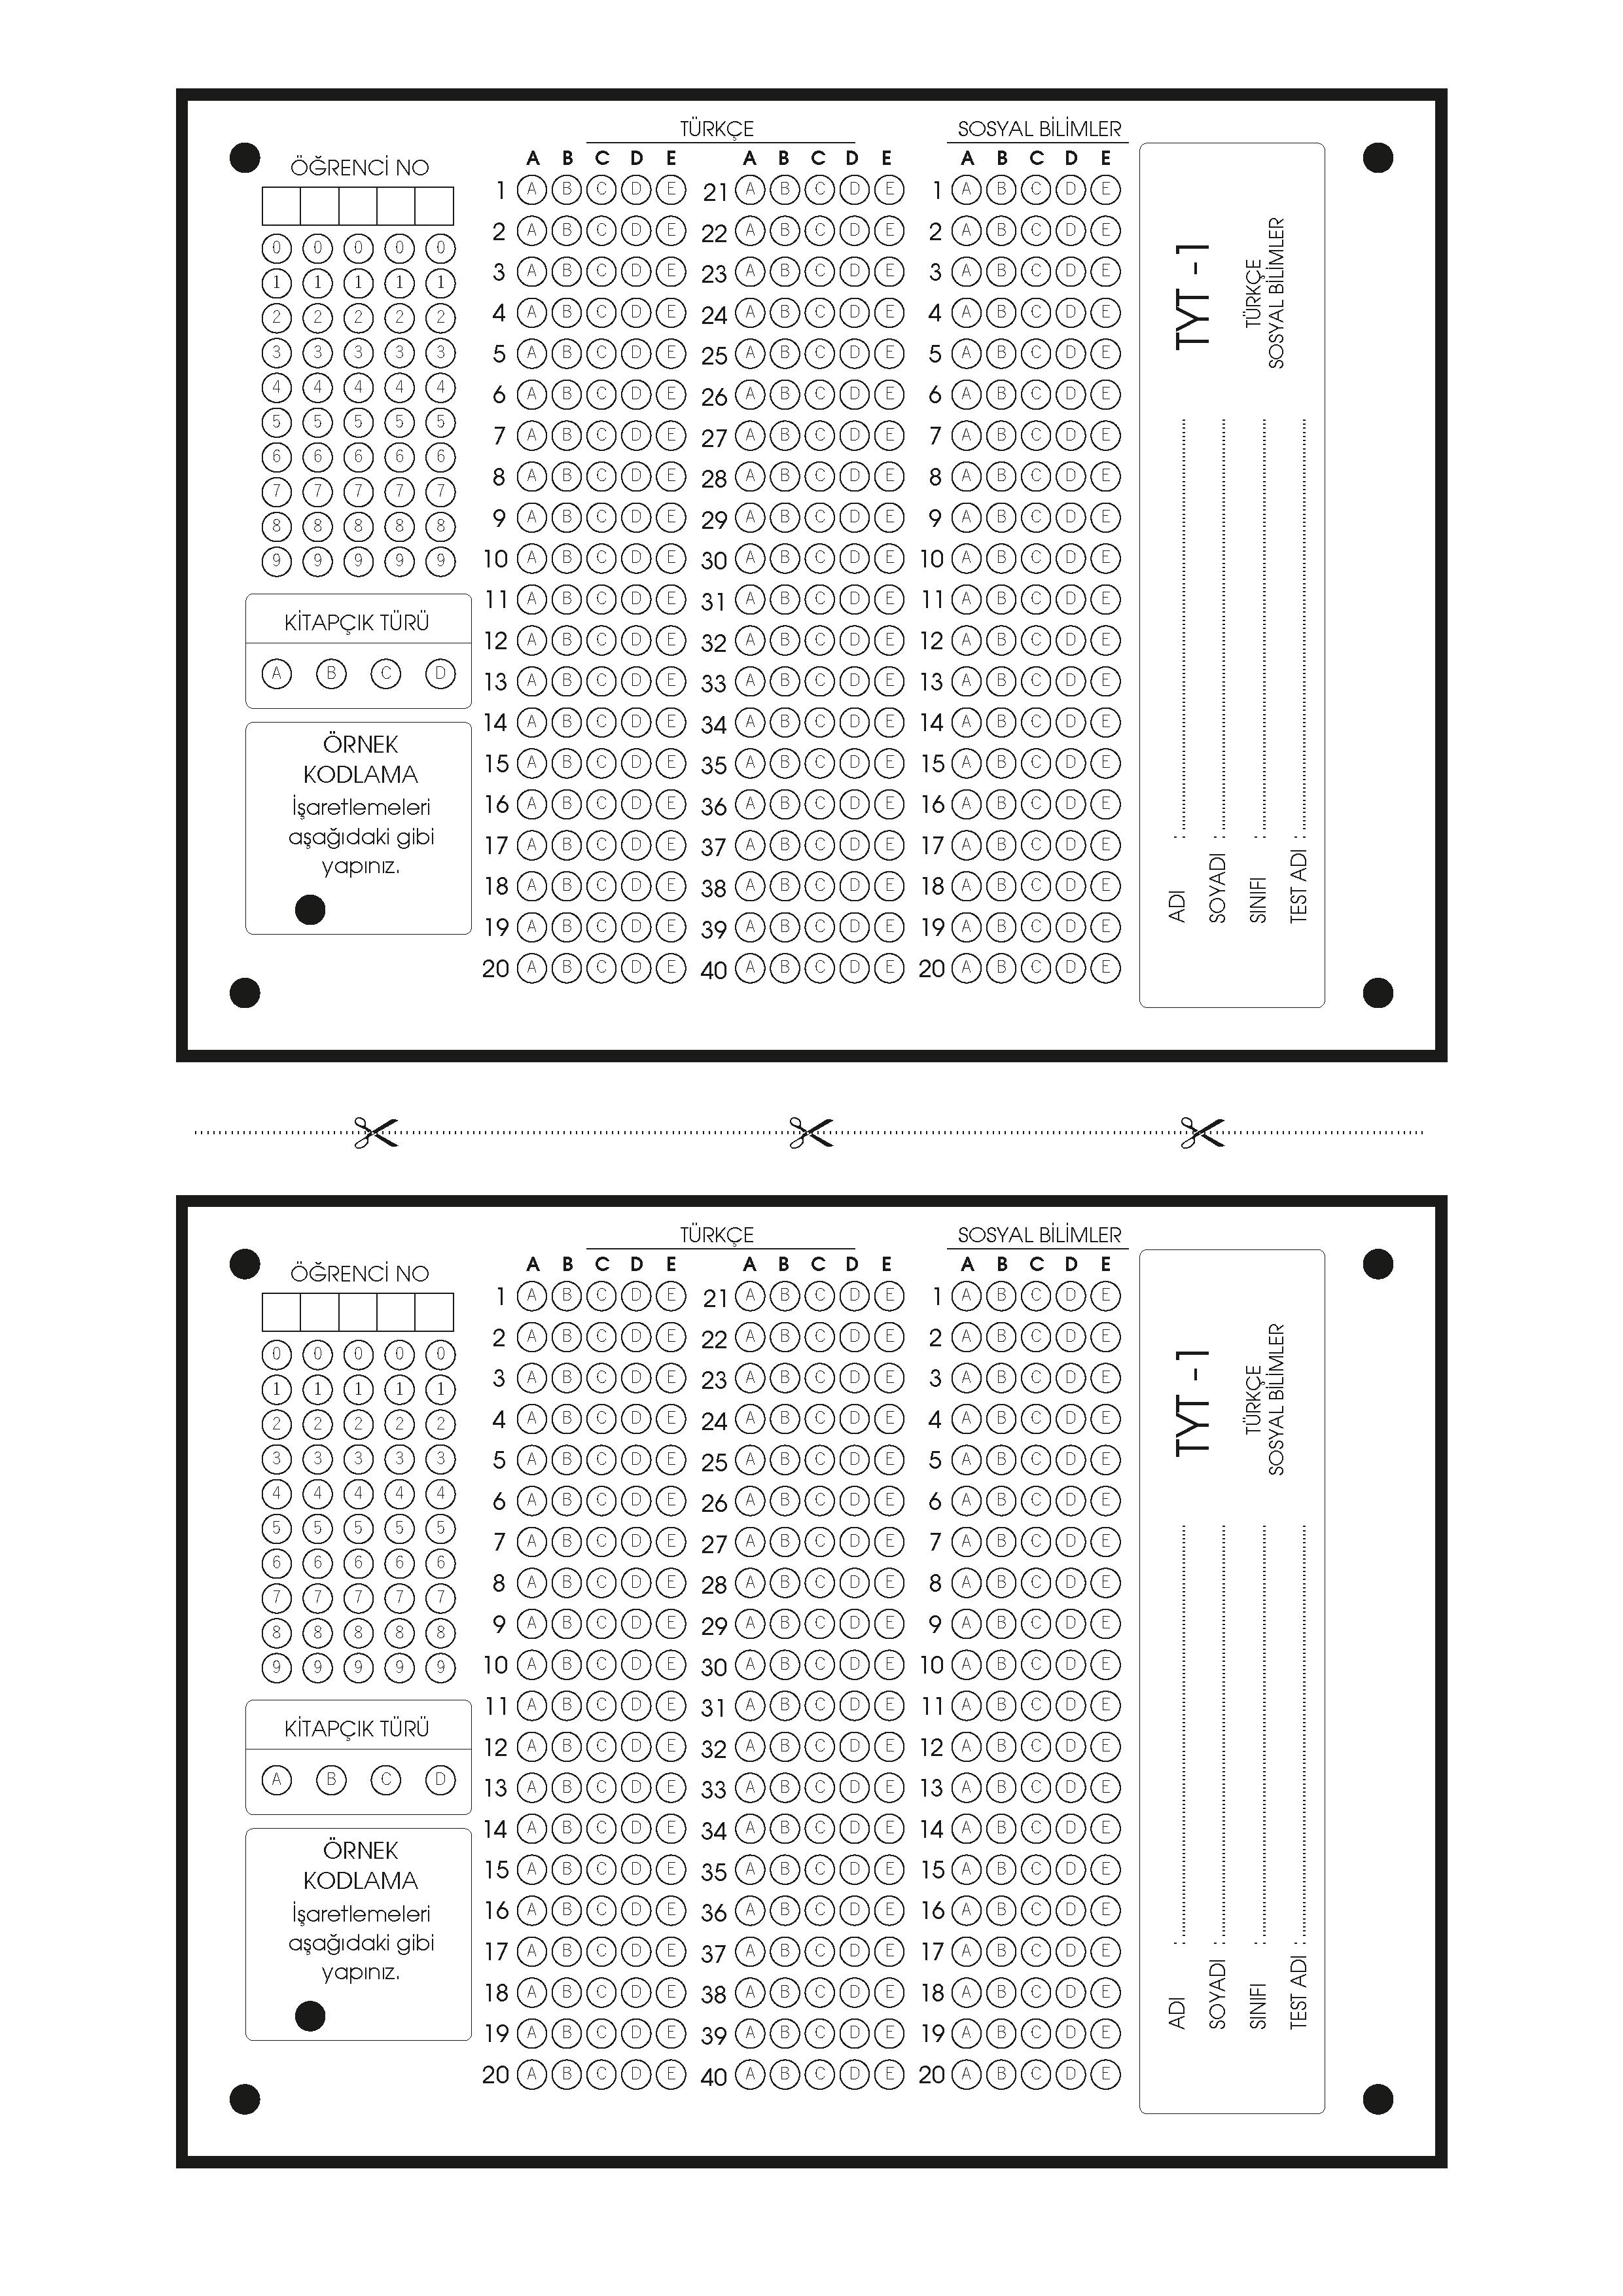 TÜRKÇE
SOSYAL BİLİMLER
ÖĞRENCİ NO
A B C D E A B C D E A B C D E
1 A B C D E 21 A B C D E 1 A B C D E
2 A B C D E 22 A B C D E 2 A B C D E
3 A B C D E 23 A B C D E 3 A B C D E
4 A B C D E 24 A B C D E 4 A B C D E
5 A B C D E 25 A B C D E 5 A B C D E
6 A B C D E 26 A B C D E 6 A B C D E
7 A B C D E 27 A B C D E 7 A B C D E
8 A B C D E 28 A B C D E 8 A B C D E
9 A B C D E 29 A B C D E 9 A B C D E
10 A B C D E 30 A B C D E 10 A B C D E
11 A B C D E 31 A B C D E 11 A B C D E
12 A B C D E 32 A B C D E 12 A B C D E
13 A B C D E 33 A B C D E 13 A B C D E
14 A B C D E 34 A B C D E 14 A B C D E
15 A B C D E 35 A B C D E 15 A B C D E
16 A B C D E 36 A B C D E 16 A B C D E
17 A B C D E 37 A B C D E 17 A B C D E
18 A B C D E 38 A B C D E 18 A B C D E
19 A B C D E 39 A B C D E 19 A B C D E
20 A B C D E 40 A B C D E 20 A B C D E
0 0 0 0 0
1 1 1 1 1
2 2 2 2 2
3 3 3 3 3
4 4 4 4 4
5 5 5 5 5
6 6 6 6 6
7 7 7 7 7
8 8 8 8 8
9 9 9 9 9
KİTAPÇIK TÜRÜ
A B C D
ÖRNEK
KODLAMA
İşaretlemeleri
aşağıdaki gibi
yapınız.
TYT - 1
TÜRKÇE
SOSYAL BİLİMLER
ADI :
SOYADI :
SINIFI :
TEST ADI :
TÜRKÇE
SOSYAL BİLİMLER
ÖĞRENCİ NO
A B C D E A B C D E A B C D E
1 A B C D E 21 A B C D E 1 A B C D E
2 A B C D E 22 A B C D E 2 A B C D E
3 A B C D E 23 A B C D E 3 A B C D E
4 A B C D E 24 A B C D E 4 A B C D E
5 A B C D E 25 A B C D E 5 A B C D E
6 A B C D E 26 A B C D E 6 A B C D E
7 A B C D E 27 A B C D E 7 A B C D E
8 A B C D E 28 A B C D E 8 A B C D E
9 A B C D E 29 A B C D E 9 A B C D E
10 A B C D E 30 A B C D E 10 A B C D E
11 A B C D E 31 A B C D E 11 A B C D E
12 A B C D E 32 A B C D E 12 A B C D E
13 A B C D E 33 A B C D E 13 A B C D E
14 A B C D E 34 A B C D E 14 A B C D E
15 A B C D E 35 A B C D E 15 A B C D E
16 A B C D E 36 A B C D E 16 A B C D E
17 A B C D E 37 A B C D E 17 A B C D E
18 A B C D E 38 A B C D E 18 A B C D E
19 A B C D E 39 A B C D E 19 A B C D E
20 A B C D E 40 A B C D E 20 A B C D E
0 0 0 0 0
1 1 1 1 1
2 2 2 2 2
3 3 3 3 3
4 4 4 4 4
5 5 5 5 5
6 6 6 6 6
7 7 7 7 7
8 8 8 8 8
9 9 9 9 9
KİTAPÇIK TÜRÜ
A B C D
ÖRNEK
KODLAMA
İşaretlemeleri
aşağıdaki gibi
yapınız.
TYT - 1
TÜRKÇE
SOSYAL BİLİMLER
ADI :
SOYADI :
SINIFI :
TEST ADI :